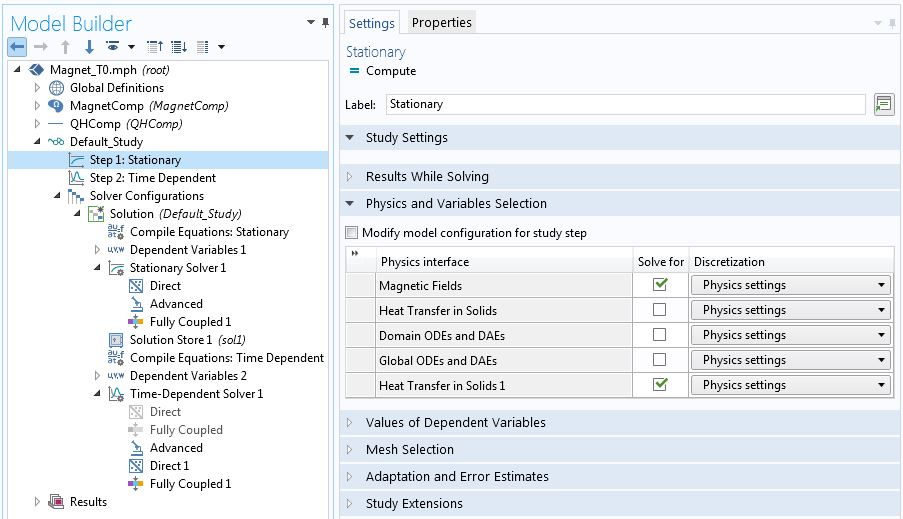 Model Builder
Magnet_T0.mph (root)
Global Definitions
MagnetComp (MagnetComp)
QHComp (QHComp)
Default_Study
Step 1: Stationary
Step 2: Time Dependent
Solver Configurations
Solution (Default_Study)
Compile Equations: Stationary
Dependent Variables 1
Stationary Solver 1
Direct
Advanced
Fully Coupled 1
Solution Store 1 (sol1)
Compile Equations: Time Dependent
Dependent Variables 2
Time-Dependent Solver 1
Direct
Fully Coupled
Advanced
Direct 1
Fully Coupled 1
Results
Settings Properties
Stationary
= Compute
Label: Stationary
Study Settings
Results While Solving
Physics and Variables Selection
Modify model configuration for study step
Physics interface Solve for Discretization
Magnetic Fields Physics settings
Heat Transfer in Solids Physics settings
Domain ODEs and DAEs Physics settings
Global ODEs and DAEs Physics settings
Heat Transfer in Solids 1 Physics settings
Values of Dependent Variables
Mesh Selection
Adaptation and Error Estimates
Study Extensions